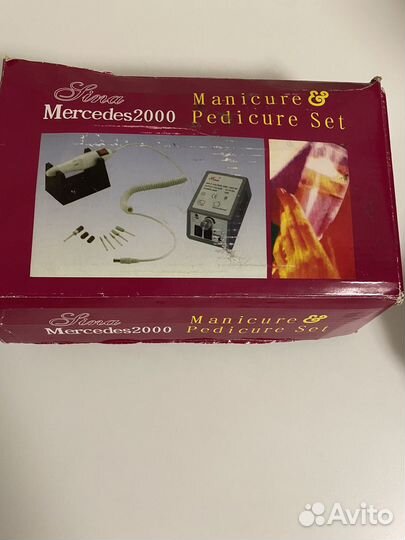 Sina
Mercedes2000
Manicure &
Pedicure Set
Sina
Mercedes2000
Manicure &
Pedicure Set
Avito